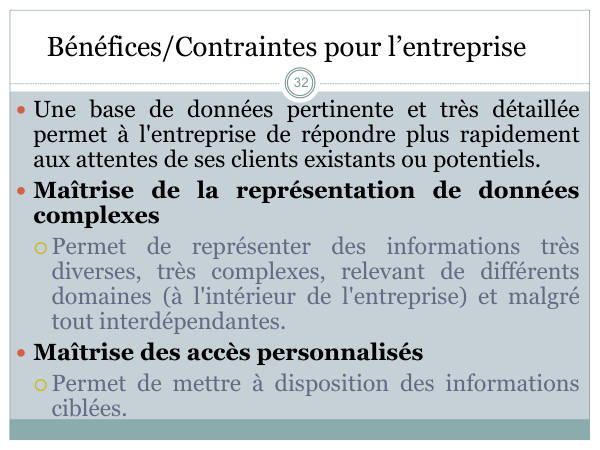 Bénéfices/Contraintes pour l’entreprise
32
Une base de données pertinente et très détaillée
permet à l'entreprise de répondre plus rapidement
aux attentes de ses clients existants ou potentiels.
Maîtrise de la représentation de données
complexes
Permet de représenter des informations très
diverses, très complexes, relevant de différents
domaines (à l'intérieur de l'entreprise) et malgré
tout interdépendantes.
Maîtrise des accès personnalisés
Permet de mettre à disposition des informations
ciblées.